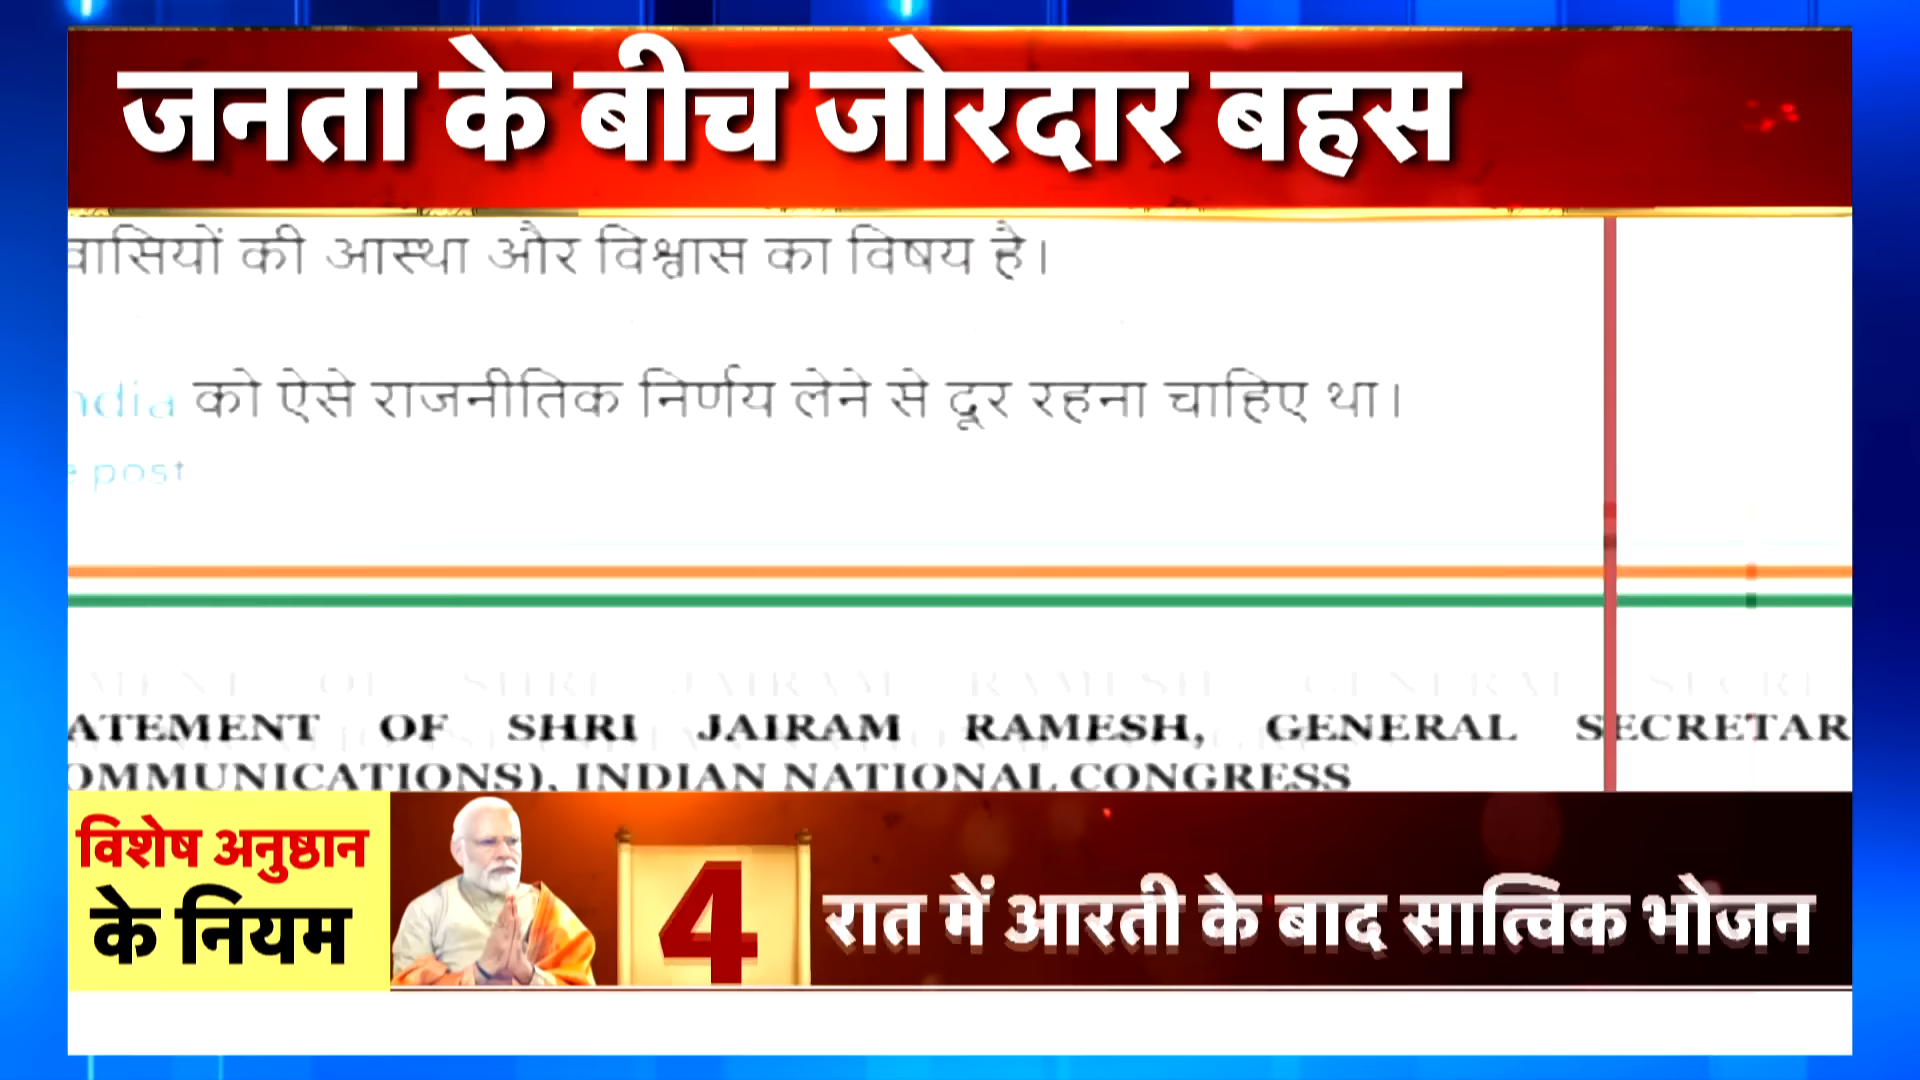 जनता के बीच जोरदार बहस
वासियों की आस्था और विश्वास का विषय है।
ndia को ऐसे राजनीतिक निर्णय लेने से दूर रहना चाहिए था।
e post
ATEMENT OF SHRI JAIRAM RAMESH, GENERAL SECRETAR
OMMUNICATIONS), INDIAN NATIONAL CONGRESS
विशेष अनुष्ठान
के नियम
4
रात में आरती के बाद सात्विक भोजन